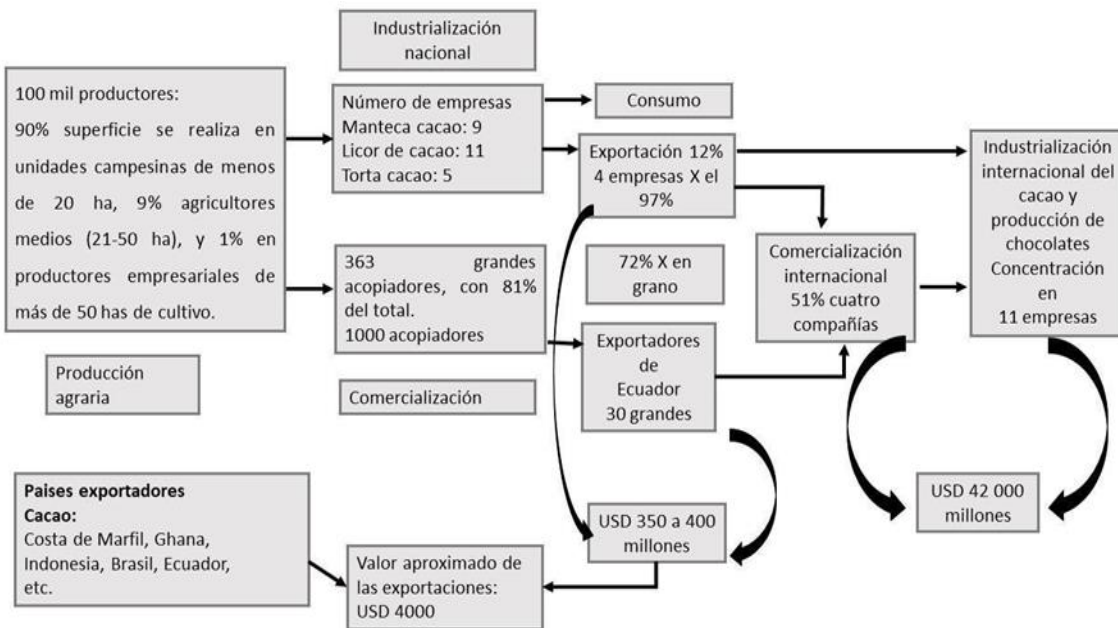 Industrialización
nacional
100 mil productores:
90% superficie se realiza en
unidades campesinas de menos
de 20 ha, 9% agricultores
medios (21-50 ha), y 1% en
productores empresariales de
más de 50 has de cultivo.
Número de empresas
Manteca cacao: 9
Licor de cacao: 11
Torta cacao: 5
Consumo
Exportación 12%
4 empresas X el
97%
Industrialización
internacional del
cacao y
producción de
chocolates
Concentración
en
11 empresas
363 grandes
acopiadores, con 81%
del total.
1000 acopiadores
72% X en
grano
Comercialización
internacional
51% cuatro
compañías
Exportadores
de
Ecuador
30 grandes
Producción
agraria
Comercialización
Paises exportadores
Cacao:
Costa de Marfil, Ghana,
Indonesia, Brasil, Ecuador,
etc.
Valor aproximado de
las exportaciones:
USD 4000
USD 350 a 400
millones
USD 42 000
millones